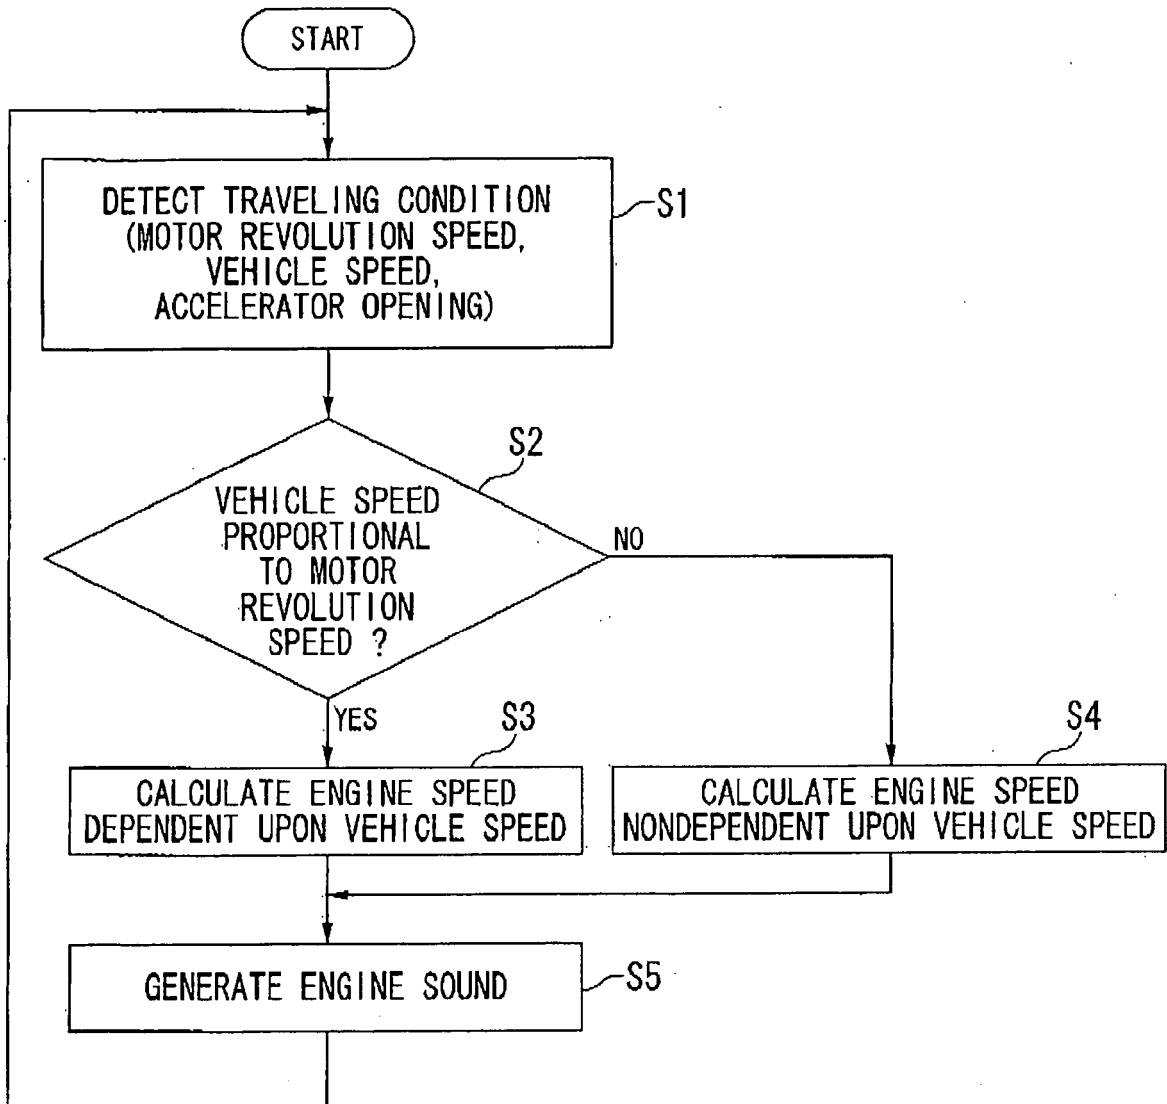 START
DETECT TRAVELING CONDITION
(MOTOR REVOLUTION SPEED,
VEHICLE SPEED,
ACCELERATOR OPENING)
S1
S2
VEHICLE SPEED
PROPORTIONAL
TO MOTOR
REVOLUTION
SPEED ?
NO
YES
S3
CALCULATE ENGINE SPEED
DEPENDENT UPON VEHICLE SPEED
S4
CALCULATE ENGINE SPEED
NONDEPENDENT UPON VEHICLE SPEED
GENERATE ENGINE SOUND
S5